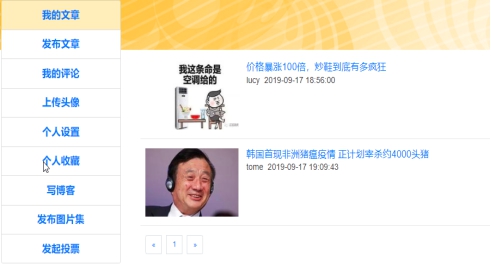 我的文章
发布文章
我的评论
上传头像
个人设置
个人收藏
写博客
发布图片集
发起投票
我这条命是
空调给的
价格暴涨100倍，炒鞋到底有多疯狂
lucy 2019-09-17 18:56:00
韩国首现非洲猪瘟疫情 正计划宰杀约4000头猪
tome 2019-09-17 19:09:43
« 1 »